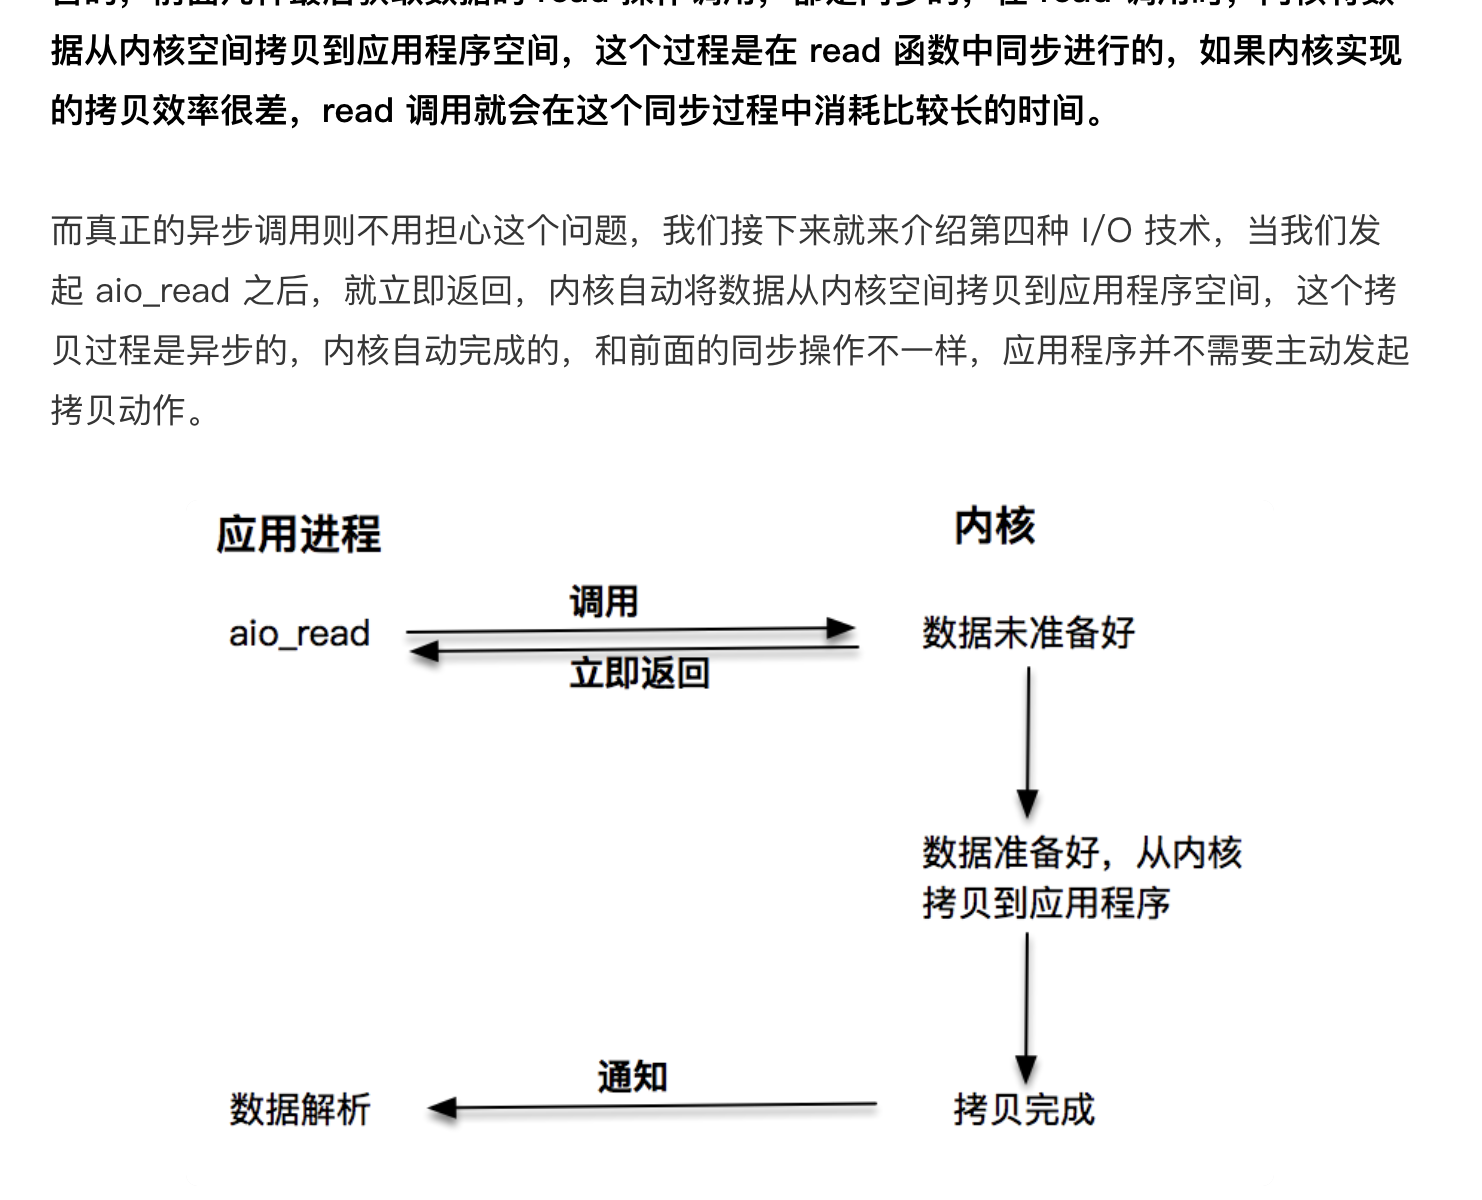 据从内核空间拷贝到应用程序空间，这个过程是在 read 函数中同步进行的，如果内核实现
的拷贝效率很差，read 调用就会在这个同步过程中消耗比较长的时间。
而真正的异步调用则不用担心这个问题，我们接下来就来介绍第四种 I/O 技术，当我们发
起 aio_read 之后，就立即返回，内核自动将数据从内核空间拷贝到应用程序空间，这个拷
贝过程是异步的，内核自动完成的，和前面的同步操作不一样，应用程序并不需要主动发起
拷贝动作。
应用进程
内核
调用
aio_read
数据未准备好
立即返回
数据准备好，从内核
拷贝到应用程序
通知
数据解析
拷贝完成